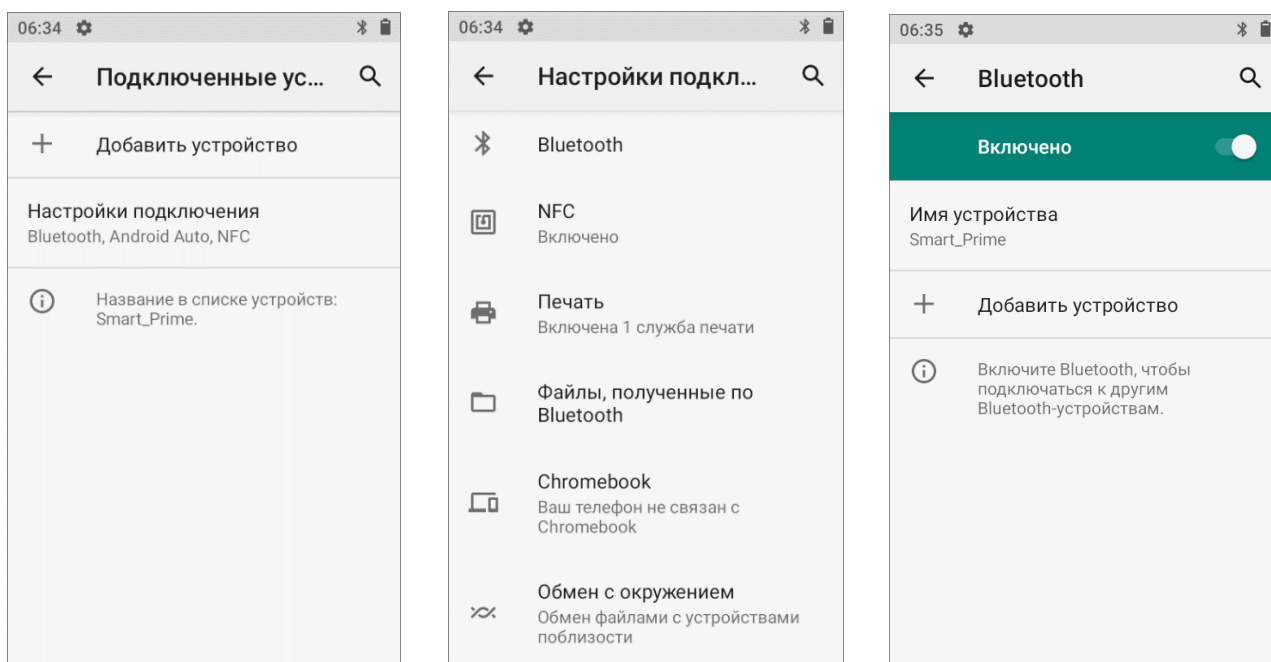 06:34
Подключенные ус...
Добавить устройство
Настройки подключения
Bluetooth, Android Auto, NFC
Название в списке устройств:
Smart_Prime.
06:34
Настройки подкл...
Bluetooth
NFC
Включено
Печать
Включена 1 служба печати
Файлы, полученные по
Bluetooth
Chromebook
Ваш телефон не связан с
Chromebook
Обмен с окружением
Обмен файлами с устройствами
поблизости
06:35
Bluetooth
Включено
Имя устройства
Smart_Prime
Добавить устройство
Включите Bluetooth, чтобы
подключаться к другим
Bluetooth-устройствам.